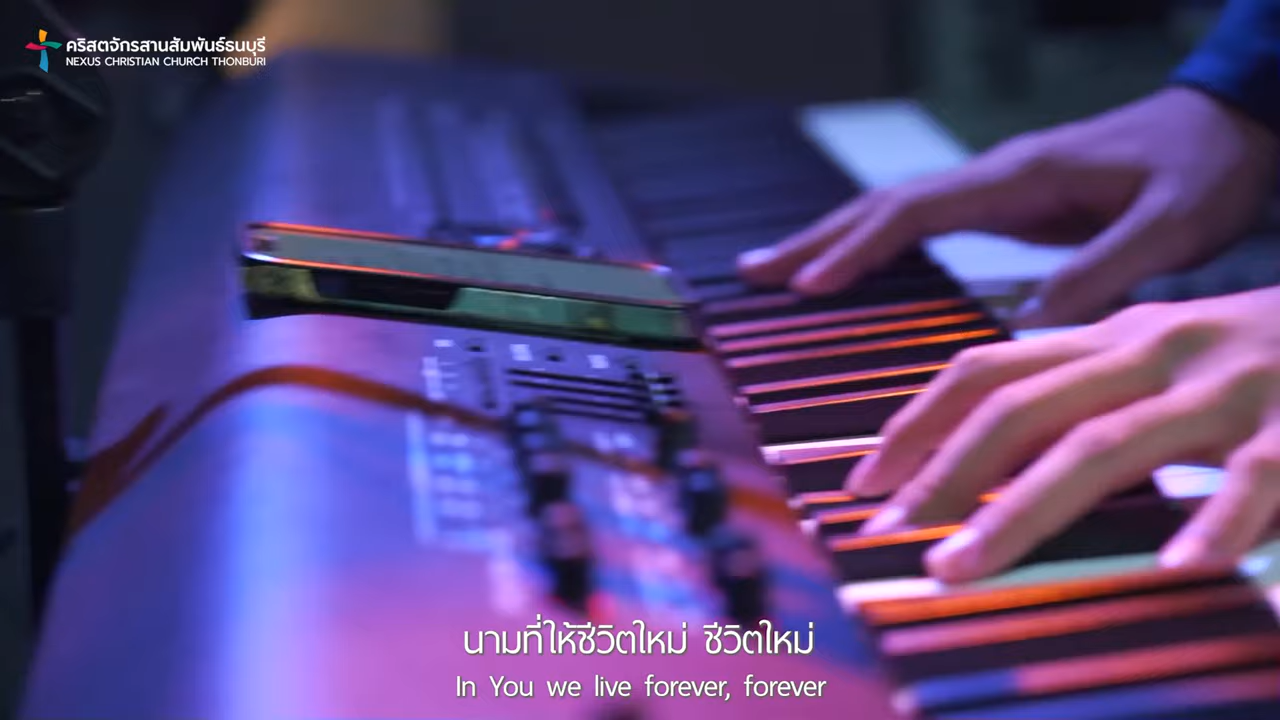 คริสตจักรสานสัมพันธ์ธนบุรี
NEXUS CHRISTIAN CHURCH THONBURI
นามที่ให้ชีวิตใหม่ ชีวิตใหม่
In You we live forever, forever